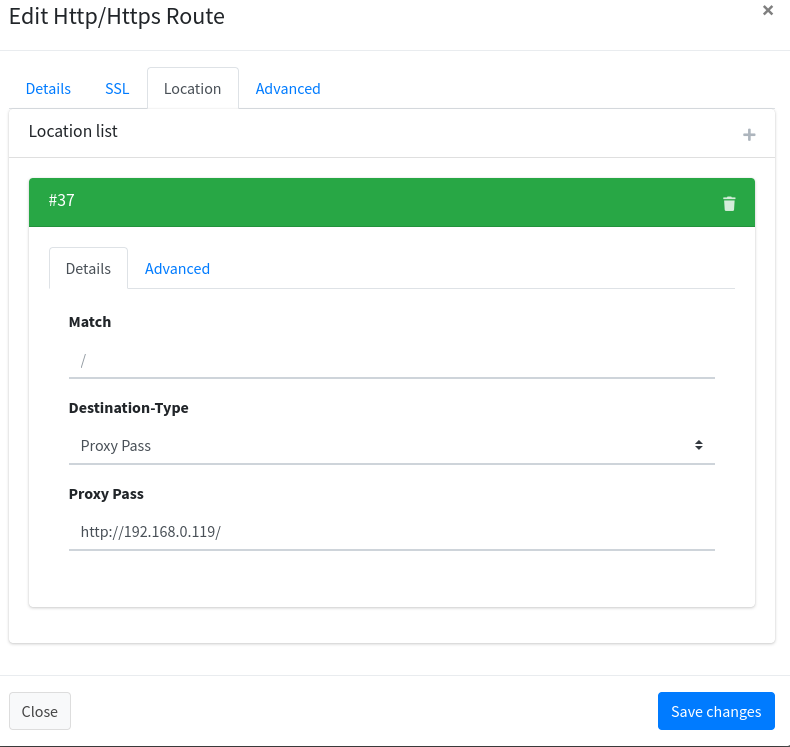 Edit Http/Https Route
×
Details SSL Location Advanced
Location list
+
#37
Details Advanced
Match
/
Destination-Type
Proxy Pass
Proxy Pass
http://192.168.0.119/
Close Save changes